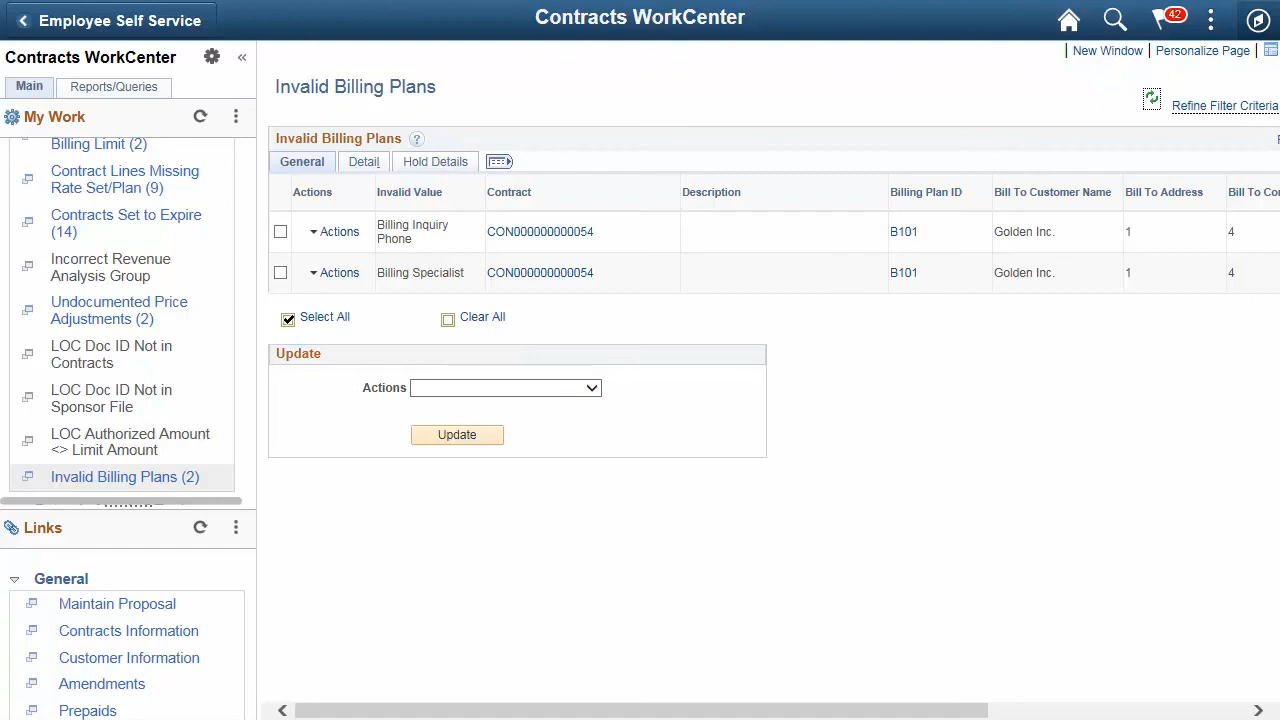 Employee Self Service
Contracts WorkCenter
42
Contracts WorkCenter
«
New Window
Personalize Page
Main
Reports/Queries
Invalid Billing Plans
Refine Filter Criteria
My Work
Billing Limit (2)
Contract Lines Missing
Rate Set/Plan (9)
Contracts Set to Expire
(14)
Incorrect Revenue
Analysis Group
Undocumented Price
Adjustments (2)
LOC Doc ID Not in
Contracts
LOC Doc ID Not in
Sponsor File
LOC Authorized Amount
<> Limit Amount
Invalid Billing Plans (2)
Invalid Billing Plans ?
General Detail Hold Details
Actions Invalid Value Contract Description Billing Plan ID Bill To Customer Name Bill To Address Bill To Co
Actions Billing Inquiry
Phone CON000000000054 B101 Golden Inc. 1 4
Actions Billing Specialist CON000000000054 B101 Golden Inc. 1 4
Select All Clear All
Update
Actions
Update
Links
General
Maintain Proposal
Contracts Information
Customer Information
Amendments
Prepaids